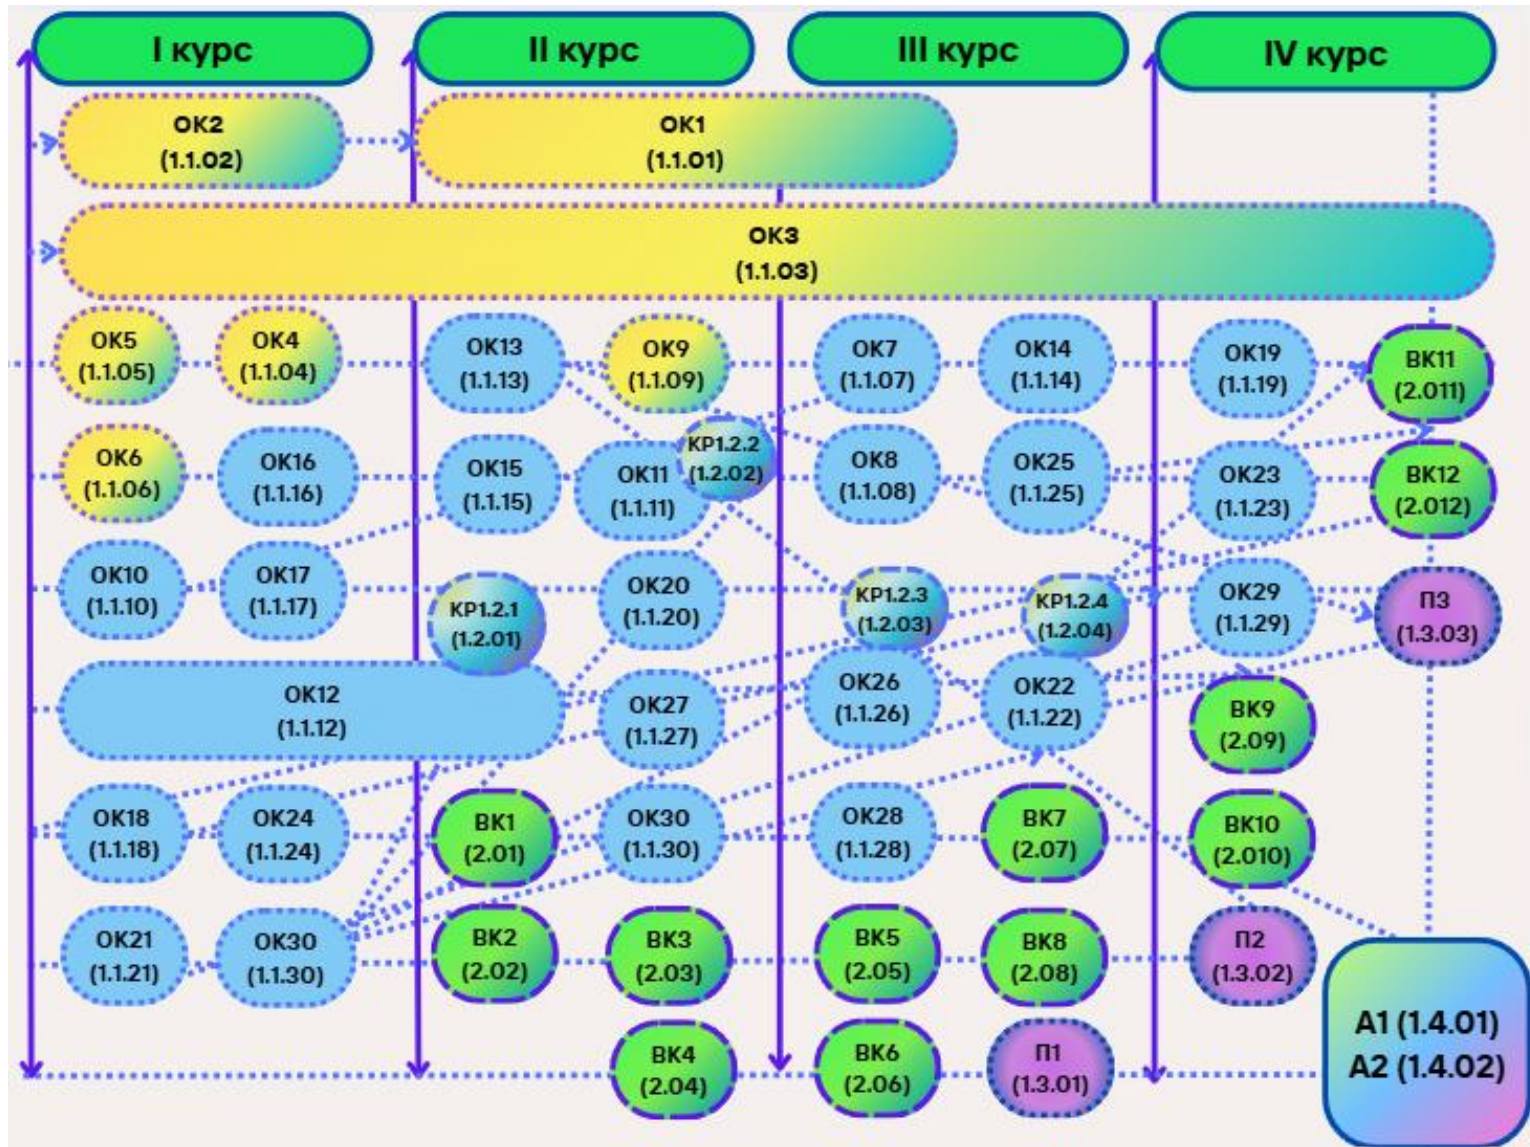 I курс
II курс
III курс
IV курс
ОК2
(1.1.02)
ОК1
(1.1.01)
ОК3
(1.1.03)
ОК5
(1.1.05)
ОК4
(1.1.04)
ОК13
(1.1.13)
ОК9
(1.1.09)
ОК7
(1.1.07)
ОК14
(1.1.14)
ОК19
(1.1.19)
ВК11
(2.011)
ОК6
(1.1.06)
ОК16
(1.1.16)
ОК15
(1.1.15)
ОК11
(1.1.11)
КР1.2.2
(1.2.02)
ОК8
(1.1.08)
ОК25
(1.1.25)
ОК23
(1.1.23)
ВК12
(2.012)
ОК10
(1.1.10)
ОК17
(1.1.17)
КР1.2.1
(1.2.01)
ОК20
(1.1.20)
КР1.2.3
(1.2.03)
КР1.2.4
(1.2.04)
ОК29
(1.1.29)
П3
(1.3.03)
ОК12
(1.1.12)
ОК27
(1.1.27)
ОК26
(1.1.26)
ОК22
(1.1.22)
ВК9
(2.09)
ОК18
(1.1.18)
ОК24
(1.1.24)
ВК1
(2.01)
ОК30
(1.1.30)
ОК28
(1.1.28)
ВК7
(2.07)
ВК10
(2.010)
ОК21
(1.1.21)
ОК30
(1.1.30)
ВК2
(2.02)
ВК3
(2.03)
ВК5
(2.05)
ВК8
(2.08)
П2
(1.3.02)
ВК4
(2.04)
ВК6
(2.06)
П1
(1.3.01)
А1 (1.4.01)
А2 (1.4.02)